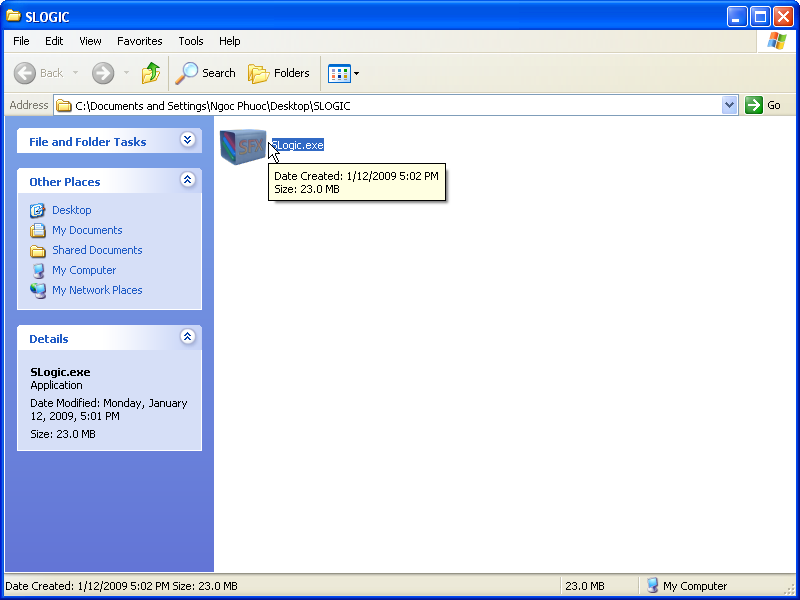 SLOGIC
File Edit View Favorites Tools Help
Back Search Folders
Address C:\Documents and Settings\Ngoc Phuoc\Desktop\SLOGIC Go
File and Folder Tasks
Other Places
Desktop
My Documents
Shared Documents
My Computer
My Network Places
Details
SLogic.exe
Application
Date Modified: Monday, January
12, 2009, 5:01 PM
Size: 23.0 MB
SFX
SLogic.exe
Date Created: 1/12/2009 5:02 PM
Size: 23.0 MB
Date Created: 1/12/2009 5:02 PM Size: 23.0 MB 23.0 MB My Computer